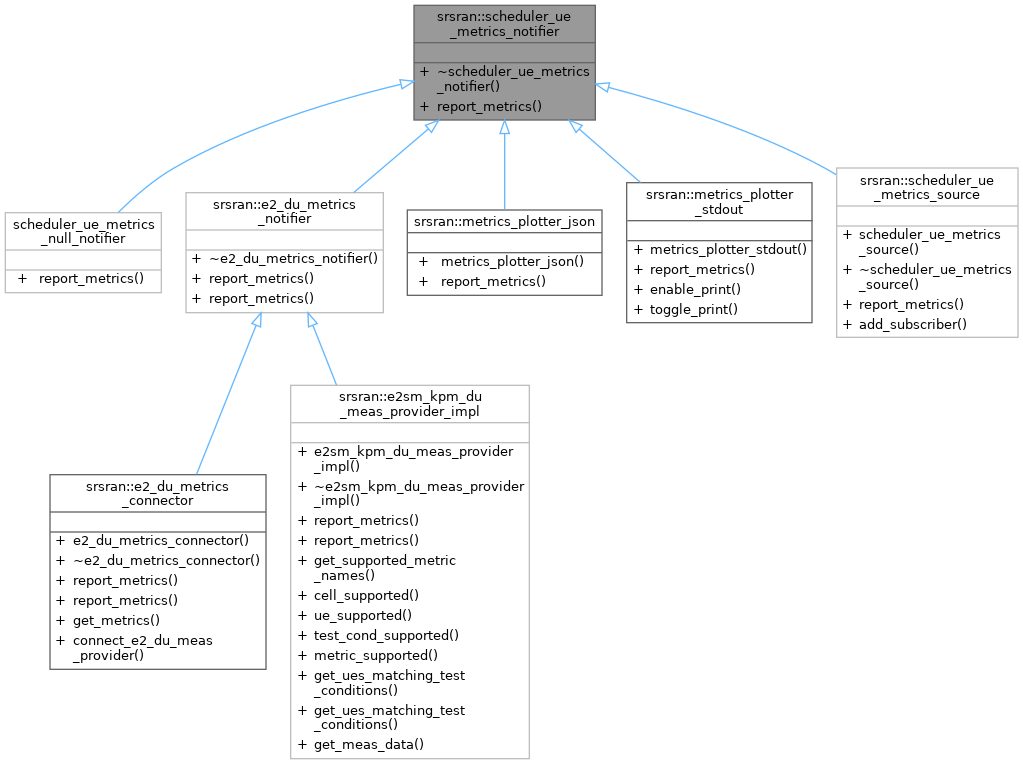 srsran::scheduler_ue
_metrics_notifier
+ ~scheduler_ue_metrics
_notifier()
+ report_metrics()
scheduler_ue_metrics
_null_notifier
+ report_metrics()
srsran::e2_du_metrics
_notifier
+ ~e2_du_metrics_notifier()
+ report_metrics()
+ report_metrics()
srsran::metrics_plotter_json
+ metrics_plotter_json()
+ report_metrics()
srsran::metrics_plotter
_stdout
+ metrics_plotter_stdout()
+ report_metrics()
+ enable_print()
+ toggle_print()
srsran::scheduler_ue
_metrics_source
+ scheduler_ue_metrics
_source()
+ ~scheduler_ue_metrics
_source()
+ report_metrics()
+ add_subscriber()
srsran::e2_du_metrics
_connector
+ e2_du_metrics_connector()
+ ~e2_du_metrics_connector()
+ report_metrics()
+ report_metrics()
+ get_metrics()
+ connect_e2_du_meas
_provider()
srsran::e2sm_kpm_du
_meas_provider_impl
+ e2sm_kpm_du_meas_provider
_impl()
+ ~e2sm_kpm_du_meas_provider
_impl()
+ report_metrics()
+ report_metrics()
+ get_supported_metric
_names()
+ cell_supported()
+ ue_supported()
+ test_cond_supported()
+ metric_supported()
+ get_ues_matching_test
_conditions()
+ get_ues_matching_test
_conditions()
+ get_meas_data()